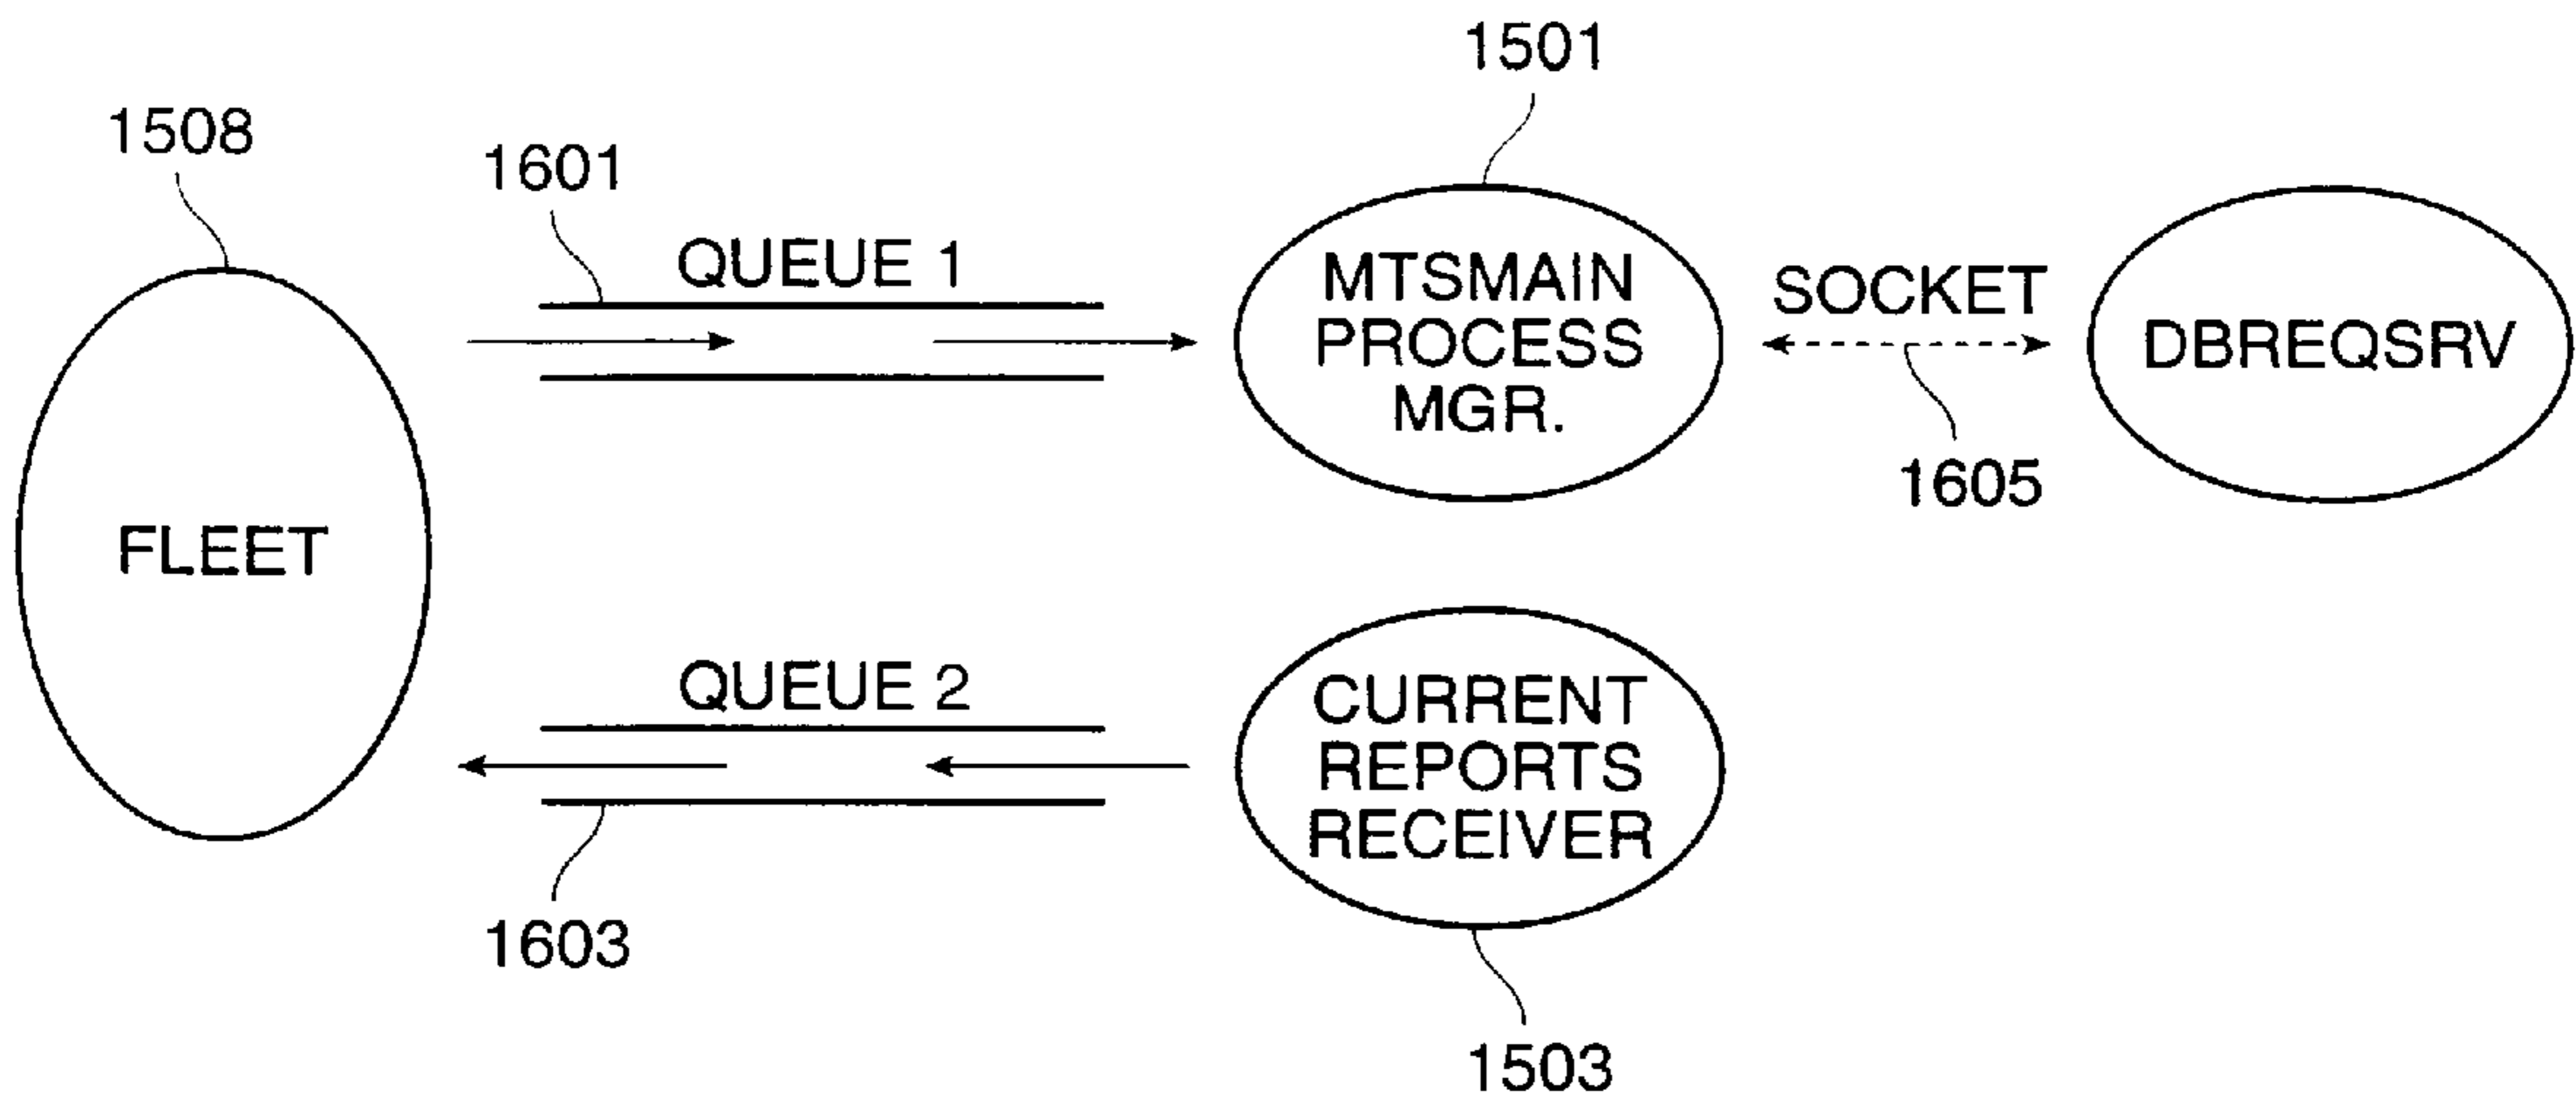 1501
1508
1601
QUEUE 1
MTSMAIN
PROCESS
MGR.
SOCKET
DBREQSRV
1605
FLEET
QUEUE 2
CURRENT
REPORTS
RECEIVER
1603
1503